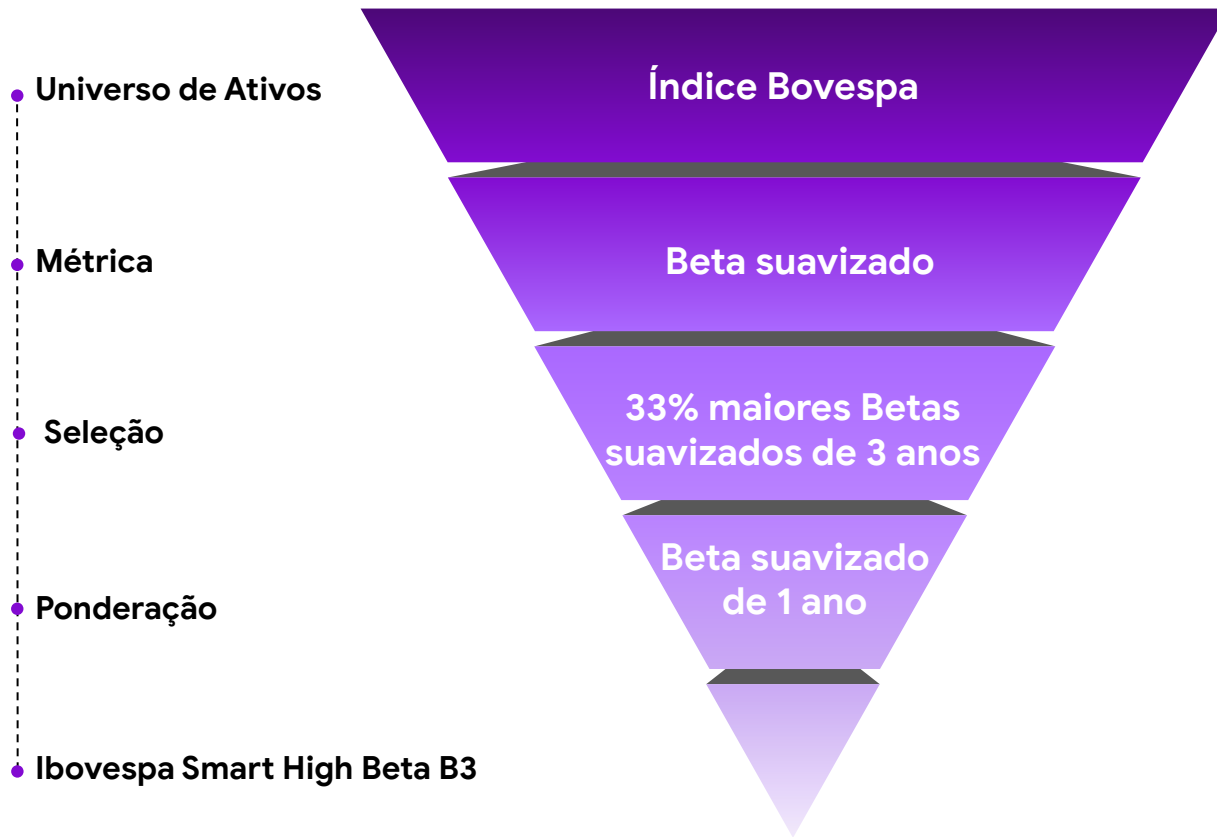 Universo de Ativos
Índice Bovespa
Métrica
Beta suavizado
Seleção
33% maiores Betas
suavizados de 3 anos
Ponderação
Beta suavizado
de 1 ano
Ibovespa Smart High Beta B3